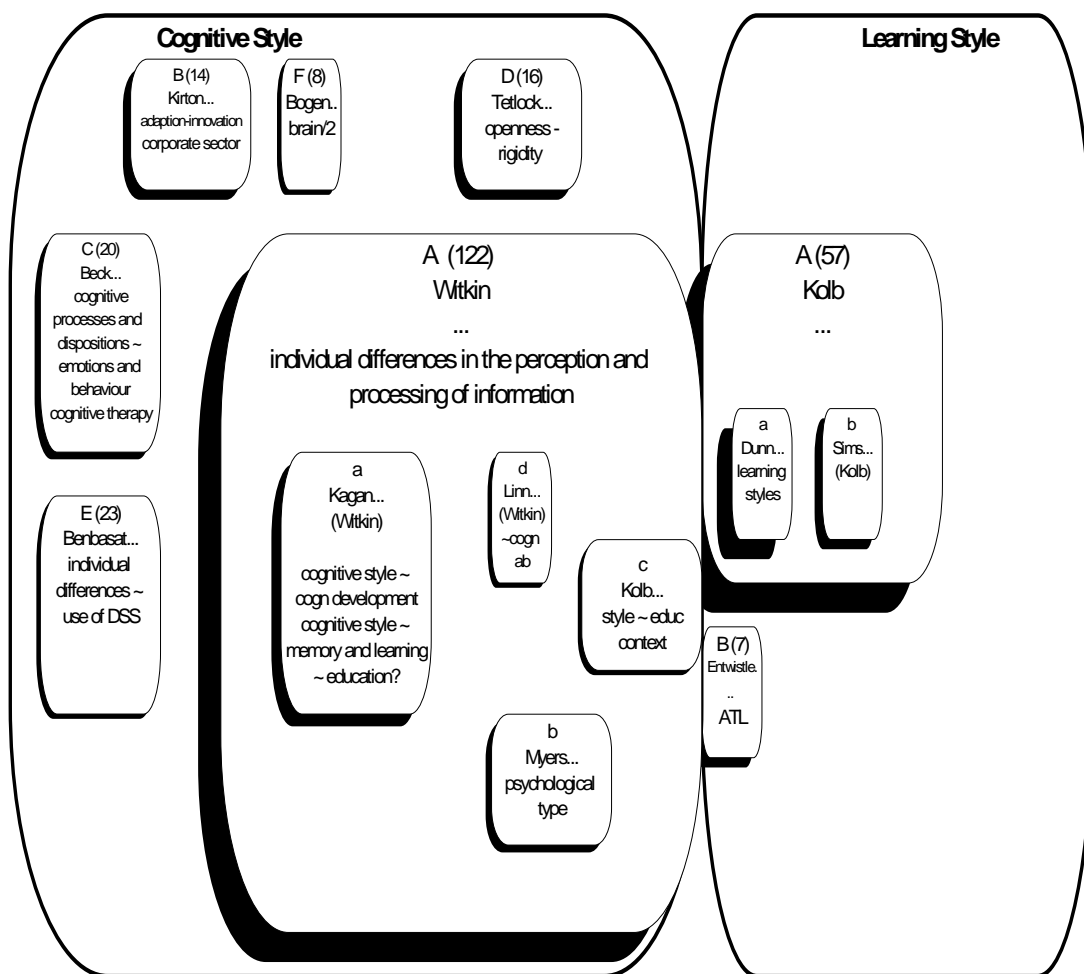 Cognitive Style
Learning Style
B (14)
Kirton...
adaption-innovation
corporate sector
F (8)
Bogen..
brain/2
D (16)
Tetlock...
openness -
rigidity
C (20)
Beck...
cognitive
processes and
dispositions ~
emotions and
behaviour
cognitive therapy
E (23)
Benbasat...
individual
differences ~
use of DSS
A (122)
Witkin
...
individual differences in the perception and
processing of information
a
Kagan...
(Witkin)
cognitive style ~
cogn development
cognitive style ~
memory and learning
~ education?
d
Linn...
(Witkin)
~cogn
ab
c
Kolb...
style ~ educ
context
b
Myers...
psychological
type
A (57)
Kolb
...
a
Dunn...
learning
styles
b
Sims...
(Kolb)
B (7)
Entwistle.
..
ATL